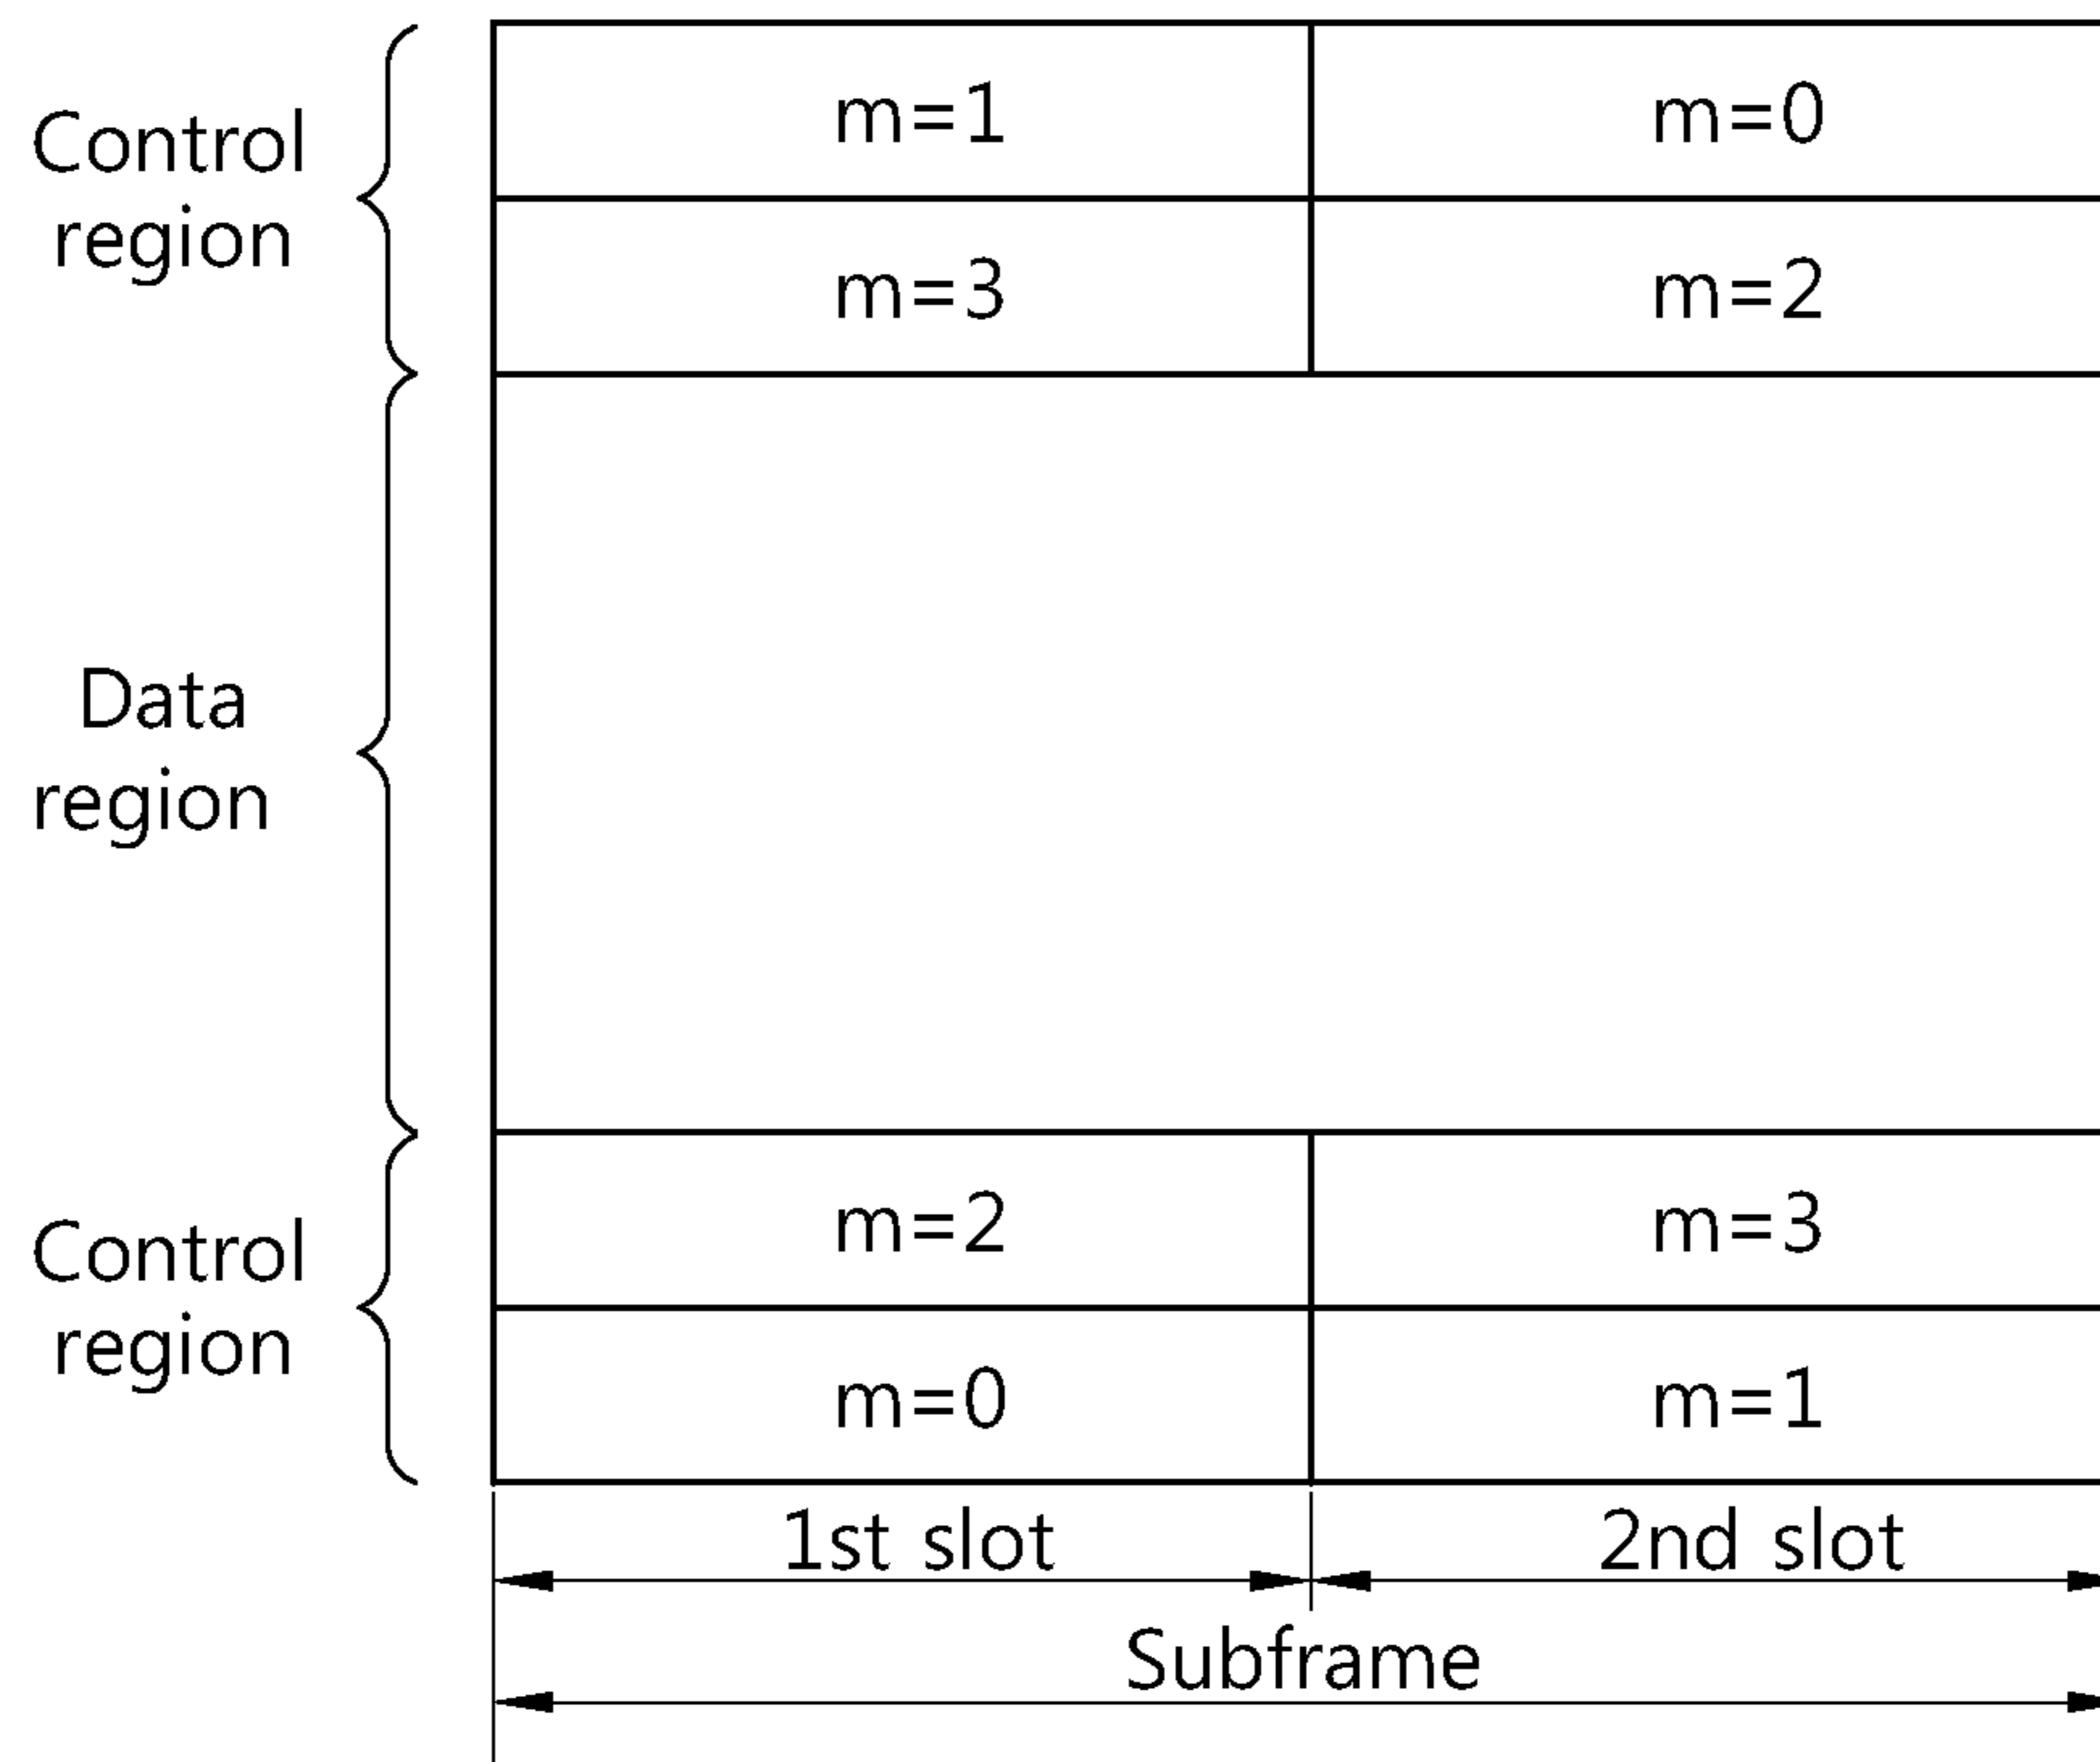 m=1 m=0
Control
region
m=3 m=2
Data
region
m=2 m=3
Control
region
m=0 m=1
1st slot 2nd slot
Subframe